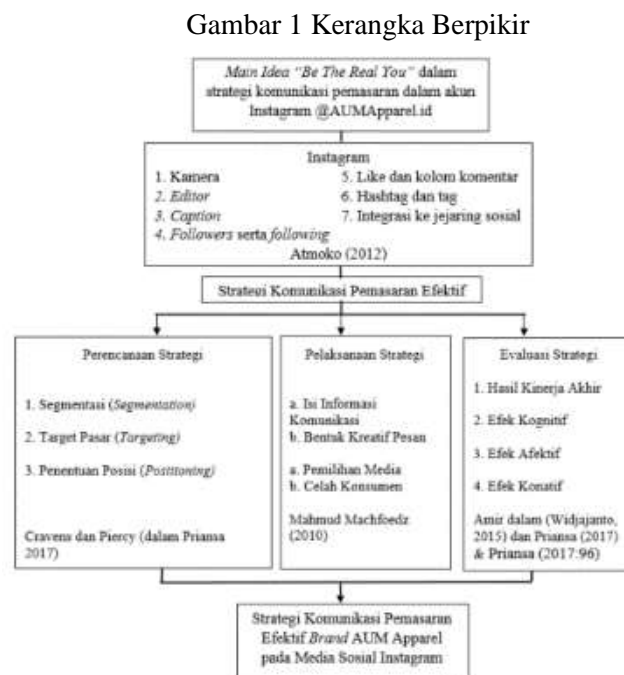 Gambar 1 Kerangka Berpikir
Main Idea "Be The Real You" dalam
strategi komunikasi pemasaran dalam akun
Instagram @AUMApparel.id
Instagram
1. Kamera
2. Editor
3. Caption
4. Followers serta following
5. Like dan kolom komentar
6. Hashtag dan tag
7. Integrasi ke jejaring sosial
Atmoko (2012)
Strategi Komunikasi Pemasaran Efektif
Perencanaan Strategi
1. Segmentasi (Segmentation)
2. Target Pasar (Targeting)
3. Penentuan Posisi (Positioning)
Cravens dan Piercy (dalam Priansa
2017)
Pelaksanaan Strategi
a. Isi Informasi
Komunikasi
b. Bentuk Kreatif Pesan
a. Pemilihan Media
b. Celah Konsumen
Mahmud Machfoedz
(2010)
Evaluasi Strategi
1. Hasil Kinerja Akhir
2. Efek Kognitif
3. Efek Afektif
4. Efek Konatif
Amir dalam (Widjajanto,
2015) dan Priansa (2017)
& Priansa (2017:96)
Strategi Komunikasi Pemasaran
Efektif Brand AUM Apparel
pada Media Sosial Instagram